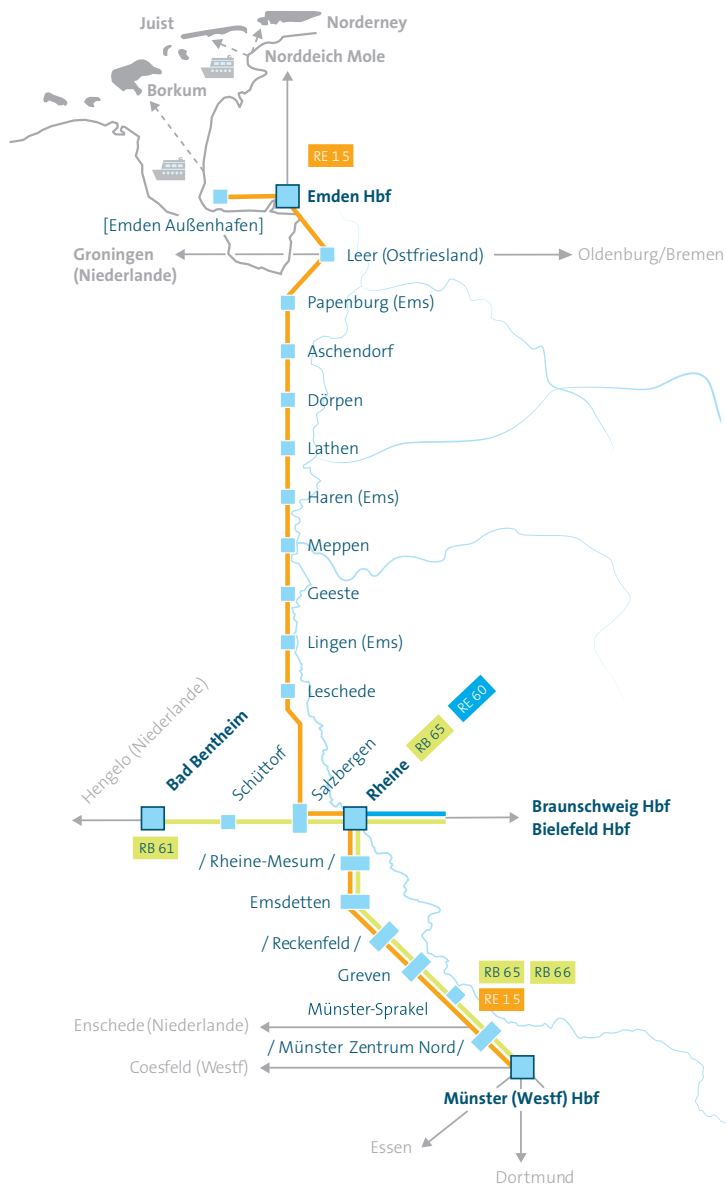 Juist
Norderney
Norddeich Mole
Borkum
RE 15
Emden Hbf
[Emden Außenhafen]
Groningen
(Niederlande)
Leer (Ostfriesland)
Oldenburg/Bremen
Papenburg (Ems)
Aschendorf
Dörpen
Lathen
Haren (Ems)
Meppen
Geeste
Lingen (Ems)
Leschede
Hengelo (Niederlande)
Bad Bentheim
Schüttorf
Salzbergen
Rheine
RB 65
RE 60
Braunschweig Hbf
Bielefeld Hbf
RB 61
/ Rheine-Mesum /
Emsdetten
/ Reckenfeld /
Greven
RB 65
RB 66
RE 15
Münster-Sprakel
Enschede (Niederlande)
/ Münster Zentrum Nord/
Coesfeld (Westf)
Münster (Westf) Hbf
Essen
Dortmund